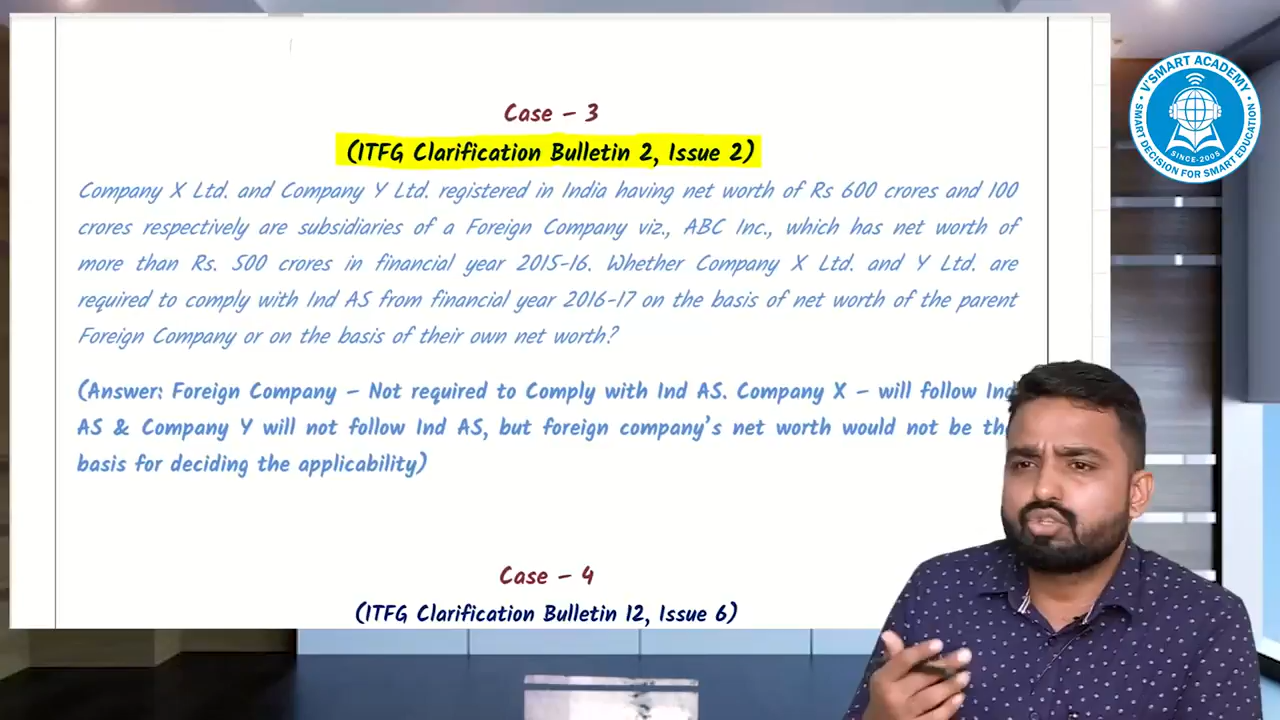 Case – 3
(ITFG Clarification Bulletin 2, Issue 2)
Company X Ltd. and Company Y Ltd. registered in India having net worth of Rs 600 crores and 100
crores respectively are subsidiaries of a Foreign Company viz., ABC Inc., which has net worth of
more than Rs. 500 crores in financial year 2015-16. Whether Company X Ltd. and Y Ltd. are
required to comply with Ind AS from financial year 2016-17 on the basis of net worth of the parent
Foreign Company or on the basis of their own net worth?
(Answer: Foreign Company – Not required to Comply with Ind AS. Company X – will follow Ind
AS & Company Y will not follow Ind AS, but foreign company's net worth would not be the
basis for deciding the applicability)
Case – 4
(ITFG Clarification Bulletin 12, Issue 6)
V'SMART ACADEMY
SINCE-2005
SMART DECISION FOR SMART EDUCATION